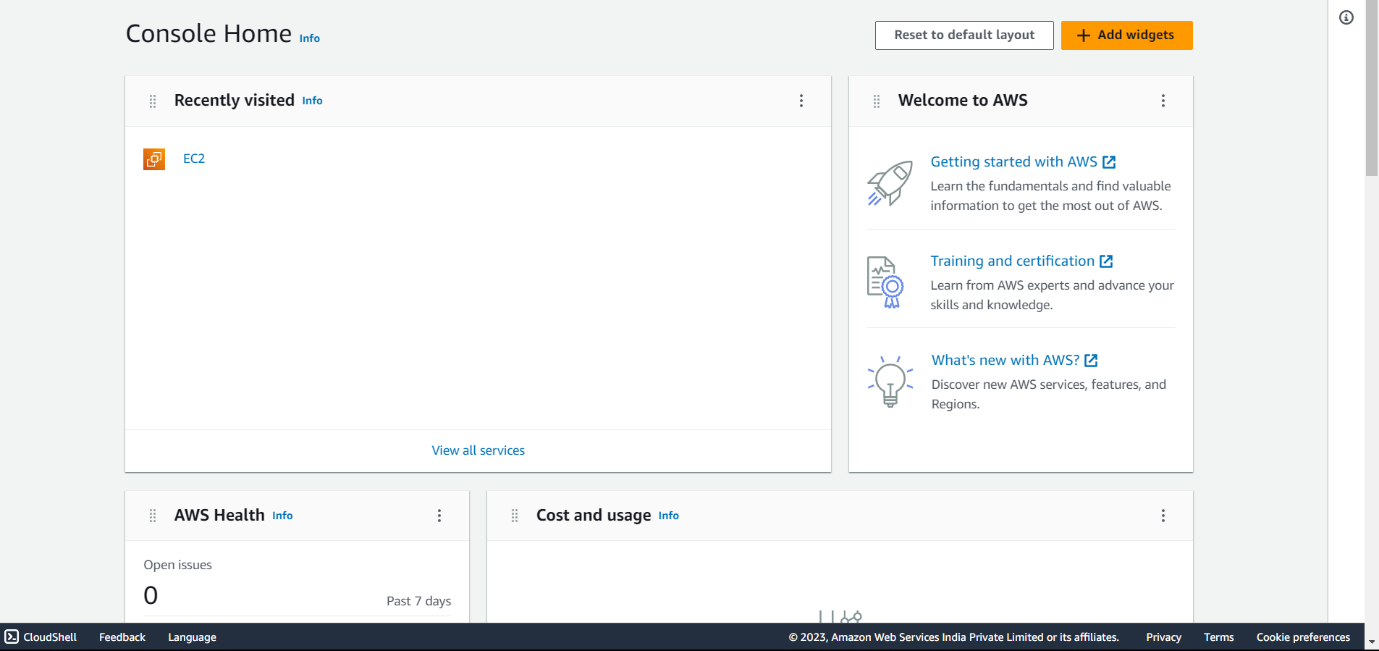 Console Home Info
Reset to default layout
+ Add widgets
Recently visited Info
EC2
View all services
Welcome to AWS
Getting started with AWS
Learn the fundamentals and find valuable
information to get the most out of AWS.
Training and certification
Learn from AWS experts and advance your
skills and knowledge.
What's new with AWS?
Discover new AWS services, features, and
Regions.
AWS Health Info
Open issues
0
Past 7 days
Cost and usage Info
CloudShell Feedback Language © 2023, Amazon Web Services India Private Limited or its affiliates. Privacy Terms Cookie preferences